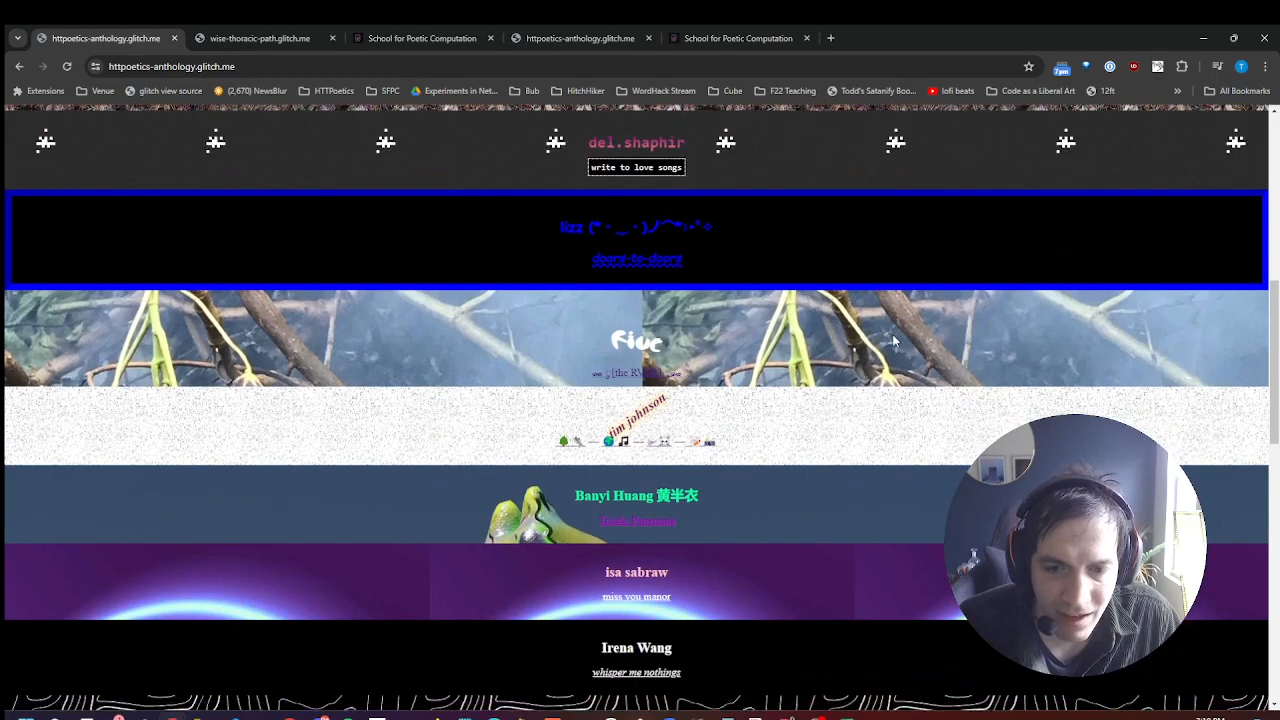 httpoetics-anthology.glitch.me
wise-thoracic-path.glitch.me
School for Poetic Computation
httpoetics-anthology.glitch.me
School for Poetic Computation
httpoetics-anthology.glitch.me
7pm
T
Extensions
Venue
glitch view source
(2,670) NewsBlur
HTTPoetics
SFPC
Experiments in Net...
Bub
HitchHiker
WordHack Stream
Cube
F22 Teaching
Todd's Satanify Boo...
lofi beats
Code as a Liberal Art
12ft
All Bookmarks
del.shaphir
write to love songs
doors-to-doors
Five
tim johnson
Banyi Huang 黄半衣
isa sabraw
miss you manor
Irena Wang
whisper me nothings